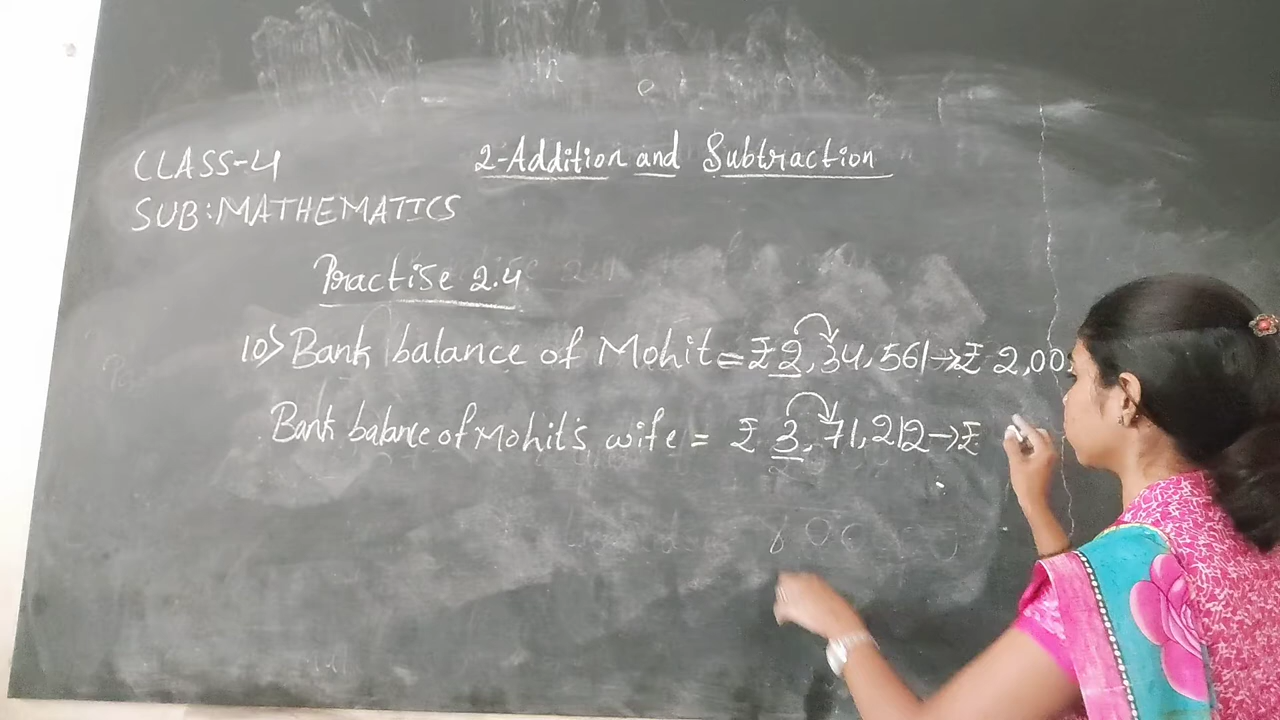 CLASS-4
2-Addition and Subtraction
SUB:MATHEMATICS
Practise 2.4
10> Bank balance of Mohit = ₹ 2,34,561 → ₹ 2,00,
Bank balance of Mohit's wife = ₹ 3,71,212 → ₹